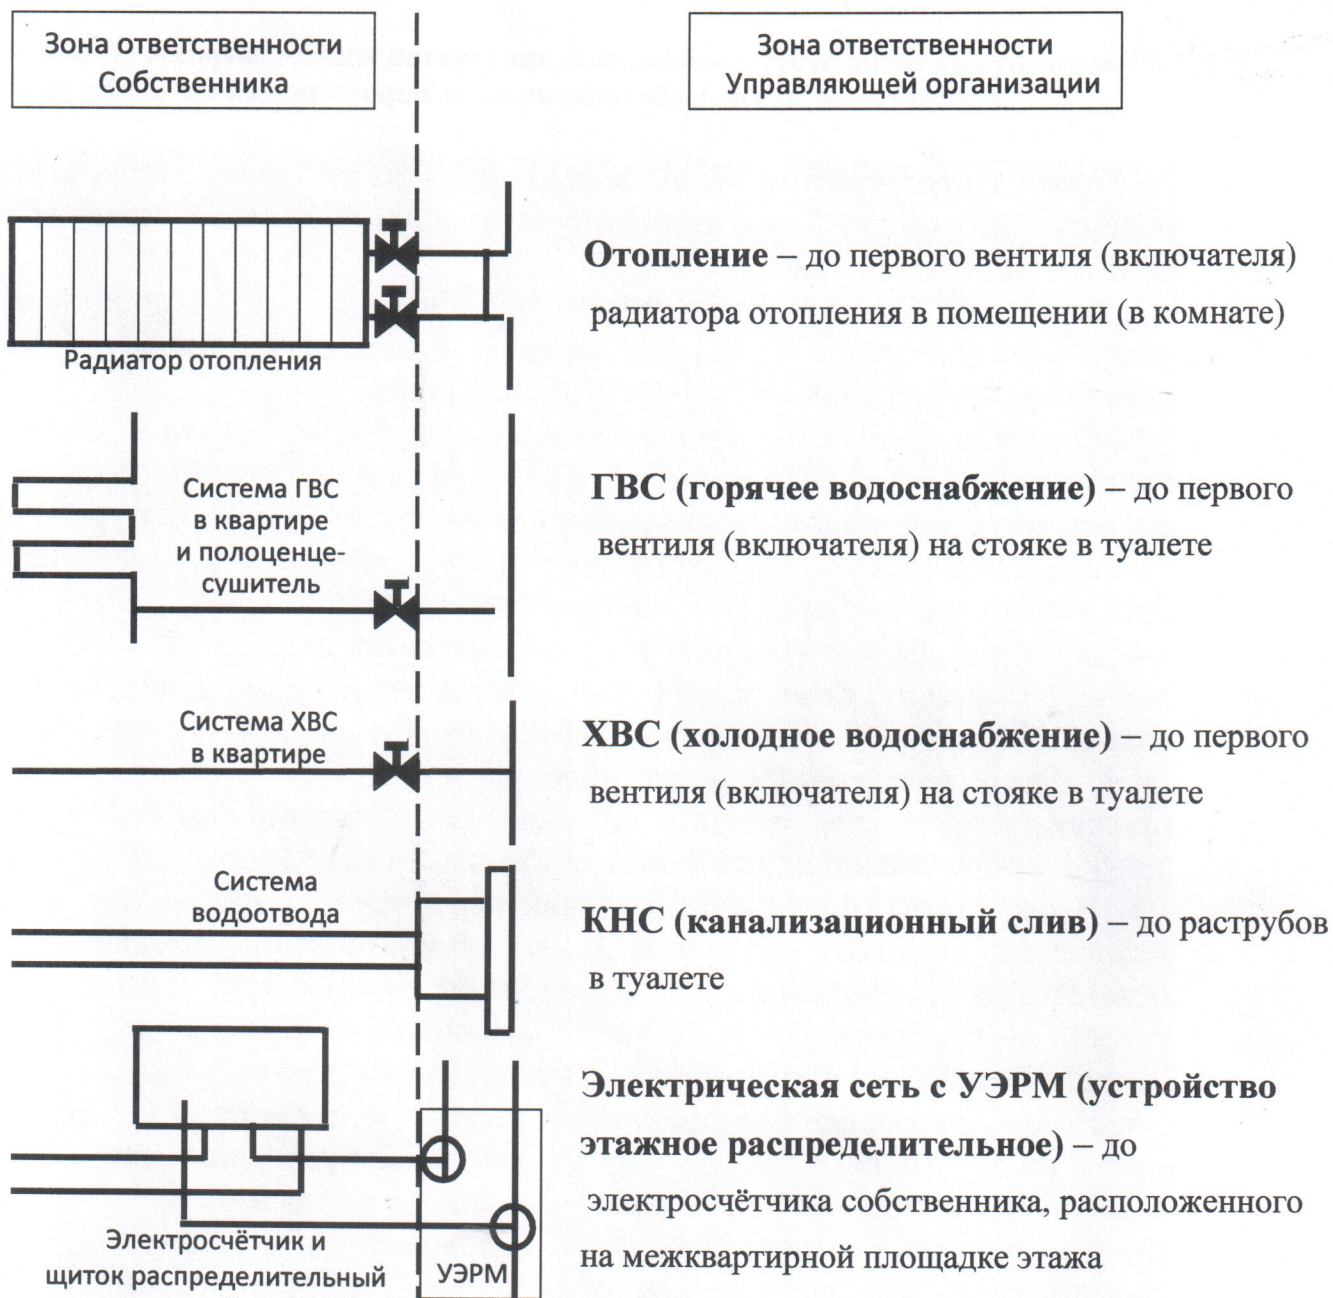 Зона ответственности
Собственника
Зона ответственности
Управляющей организации
Отопление – до первого вентиля (включателя)
радиатора отопления в помещении (в комнате)
Радиатор отопления
Система ГВС
в квартире
и полоценце-
сушитель
ГВС (горячее водоснабжение) – до первого
вентиля (включателя) на стояке в туалете
Система ХВС
в квартире
ХВС (холодное водоснабжение) – до первого
вентиля (включателя) на стояке в туалете
Система
водоотвода
КНС (канализационный слив) – до раструбов
в туалете
Электрическая сеть с УЭРМ (устройство
этажное распределительное) – до
электросчётчика собственника, расположенного
на межквартирной площадке этажа
Электросчётчик и
щиток распределительный
УЭРМ